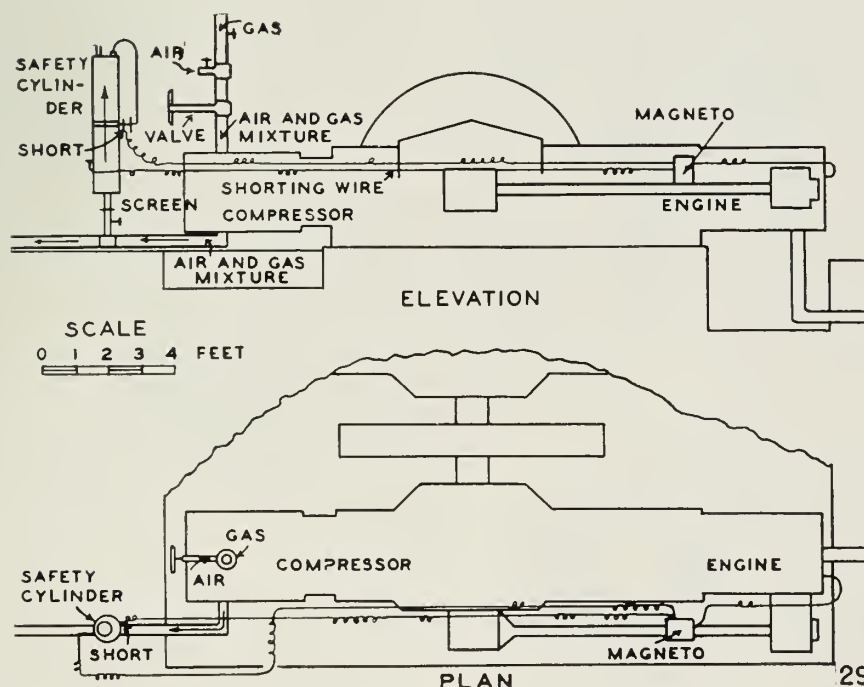 GAS
AIR
SAFETY
CYLIN-
DER
VALVE
AIR AND GAS
MIXTURE
MAGNETO
SHORT
SHORTING WIRE
SCREEN
COMPRESSOR
ENGINE
AIR AND GAS
MIXTURE
ELEVATION
SCALE
0 1 2 3 4 FEET
GAS
COMPRESSOR
ENGINE
AIR
SAFETY
CYLINDER
SHORT
MAGNETO
PLAN
29